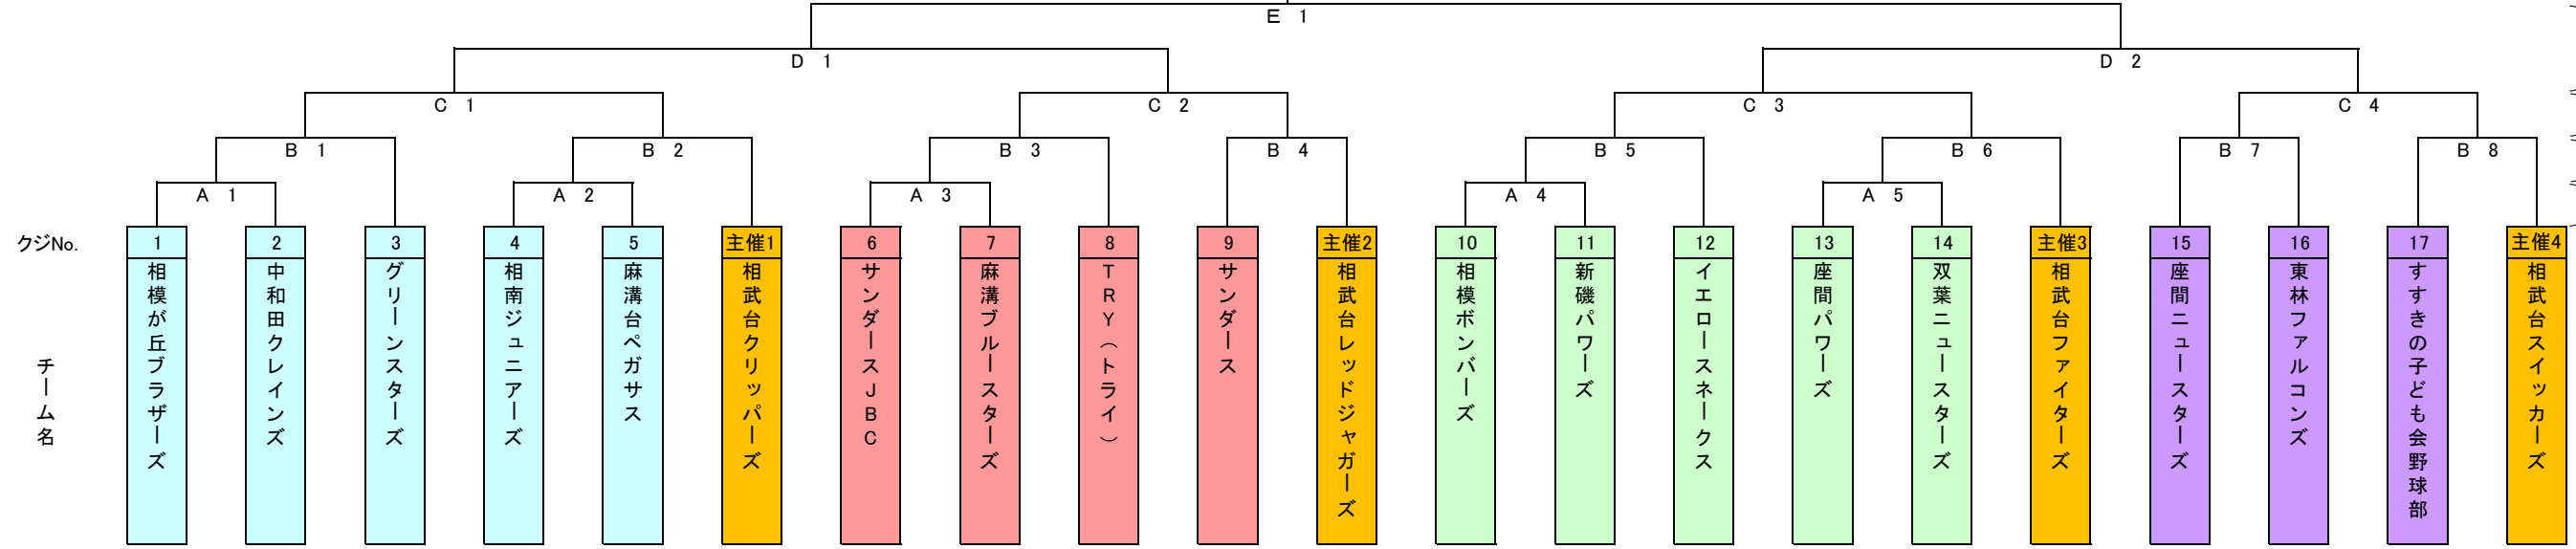 E 1
D 1
D 2
C 1
C 2
C 3
C 4
B 1
B 2
B 3
B 4
B 5
B 6
B 7
B 8
A 1
A 2
A 3
A 4
A 5
クジNo.
1
2
3
4
5
主催1
6
7
8
9
主催2
10
11
12
13
14
主催3
15
16
17
主催4
チーム名
相模が丘ブラザーズ
中和田クレインズ
グリーンスターズ
相南ジュニアーズ
麻溝台ペガサス
相武台クリッパーズ
サンダースJBC
麻溝ブルースターズ
TRY（トライ）
サンダース
相武台レッドジャガーズ
相模ボンバーズ
新磯パワーズ
イエロースネークス
座間パワーズ
双葉ニュースターズ
相武台ファイターズ
座間ニュースターズ
東林ファルコンズ
すすきの子ども会野球部
相武台スイッカーズ